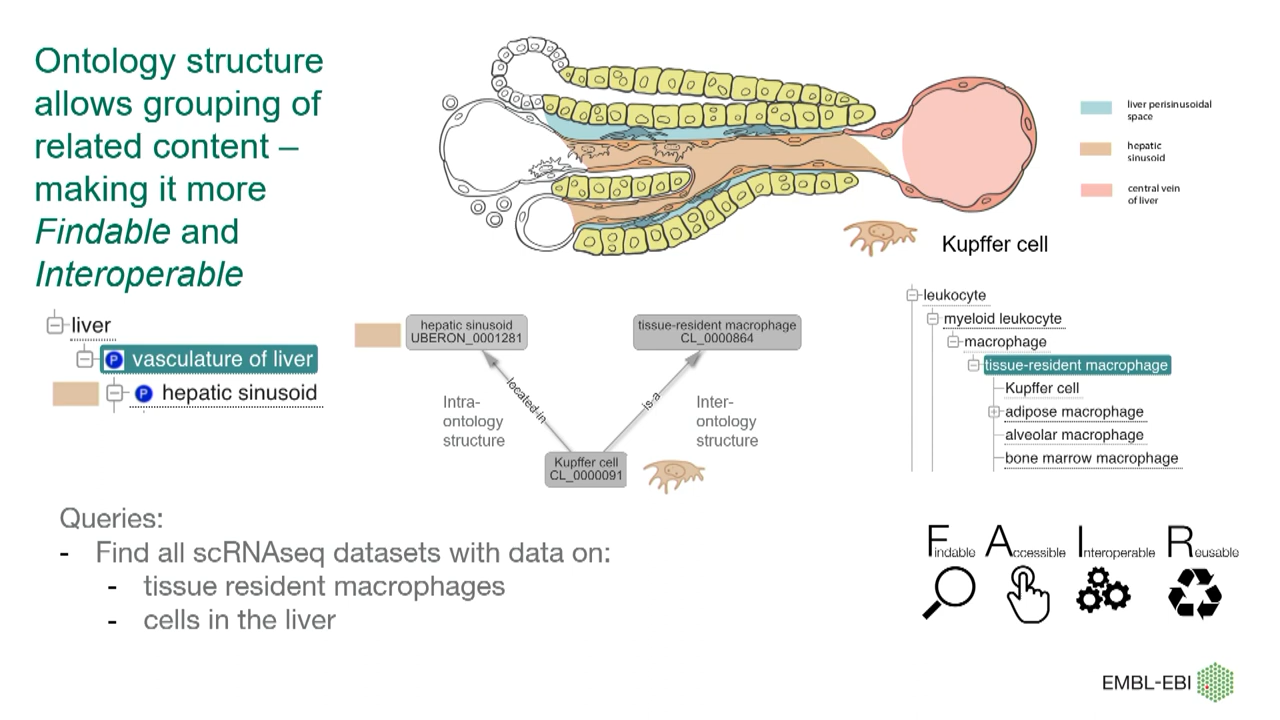 Ontology structure
allows grouping of
related content –
making it more
Findable and
Interoperable
liver perisinusoidal
space
hepatic
sinusoid
central vein
of liver
Kupffer cell
liver
P vasculature of liver
P hepatic sinusoid
hepatic sinusoid
UBERON_0001281
tissue-resident macrophage
CL_0000864
located-in
is-a
Intra-
ontology
structure
Inter-
ontology
structure
Kupffer cell
CL_0000091
leukocyte
myeloid leukocyte
macrophage
tissue-resident macrophage
Kupffer cell
adipose macrophage
alveolar macrophage
bone marrow macrophage
Queries:
- Find all scRNAseq datasets with data on:
- tissue resident macrophages
- cells in the liver
Findable Accessible Interoperable Reusable
EMBL-EBI